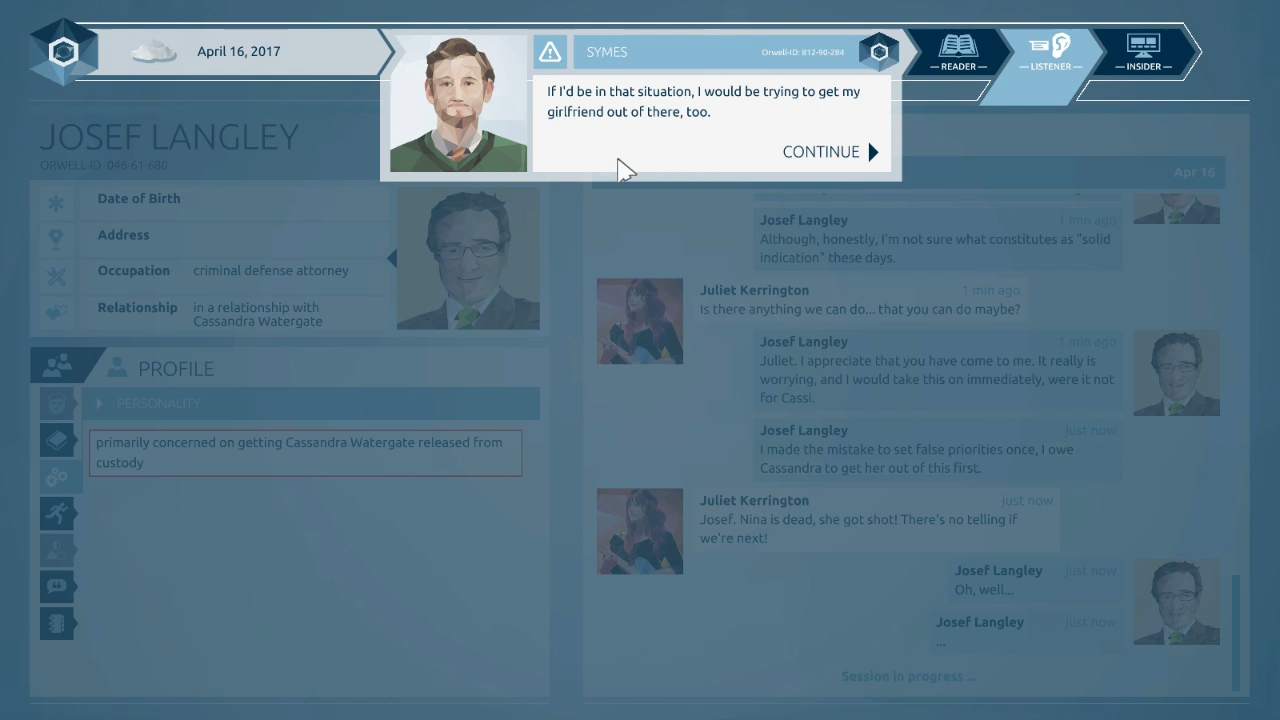 April 16, 2017
SYMES
Orwell-ID: 812-90-284
If I'd be in that situation, I would be trying to get my
girlfriend out of there, too.
CONTINUE
— READER —
— LISTENER —
— INSIDER —
JOSEF LANGLEY
ORWELL-ID 046-61-680
Date of Birth
Address
Occupation criminal defense attorney
Relationship in a relationship with
Cassandra Watergate
PROFILE
PERSONALITY
primarily concerned on getting Cassandra Watergate released from
custody
Apr 16
Josef Langley 1 min ago
Although, honestly, I'm not sure what constitutes as "solid
indication" these days.
Juliet Kerrington 1 min ago
Is there anything we can do... that you can do maybe?
Josef Langley 1 min ago
Juliet. I appreciate that you have come to me. It really is
worrying, and I would take this on immediately, were it not
for Cassi.
Josef Langley just now
I made the mistake to set false priorities once, I owe
Cassandra to get her out of this first.
Juliet Kerrington just now
Josef. Nina is dead, she got shot! There's no telling if
we're next!
Josef Langley just now
Oh, well...
Josef Langley just now
...
Session in progress ...